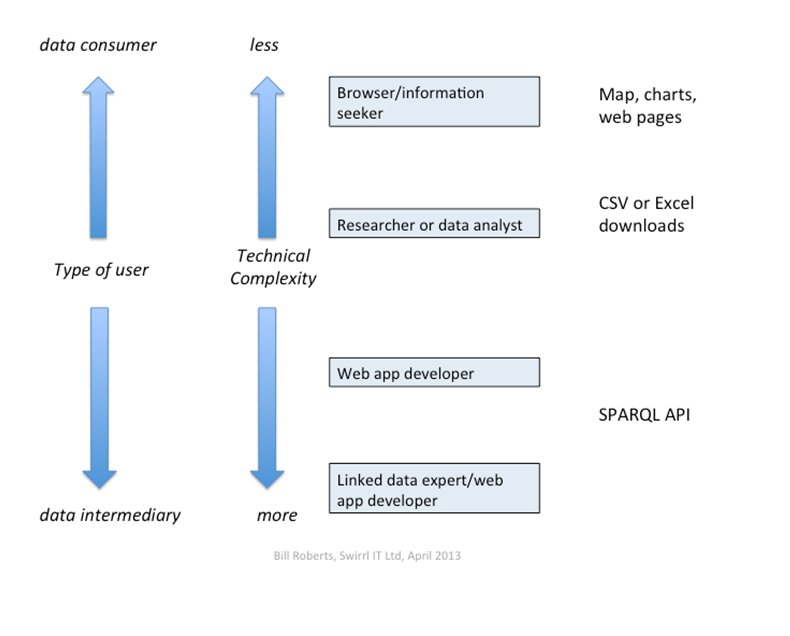 data consumer
less
Browser/information
seeker
Map, charts,
web pages
Researcher or data analyst
CSV or Excel
downloads
Type of user
Technical
Complexity
Web app developer
SPARQL API
Linked data expert/web
app developer
data intermediary
more
Bill Roberts, Swirrl IT Ltd, April 2013